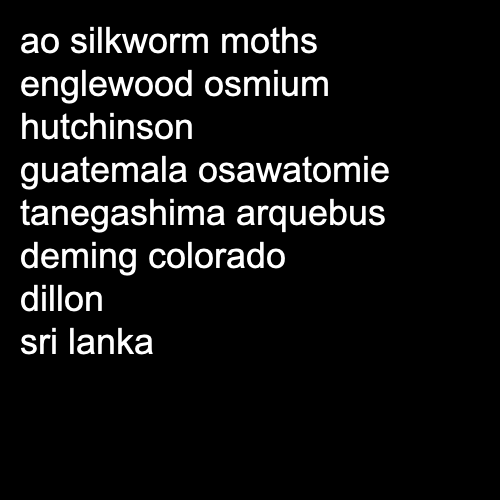 ao silkworm moths
englewood osmium
hutchinson
guatemala osawatomie
tanegashima arquebus
deming colorado
dillon
sri lanka